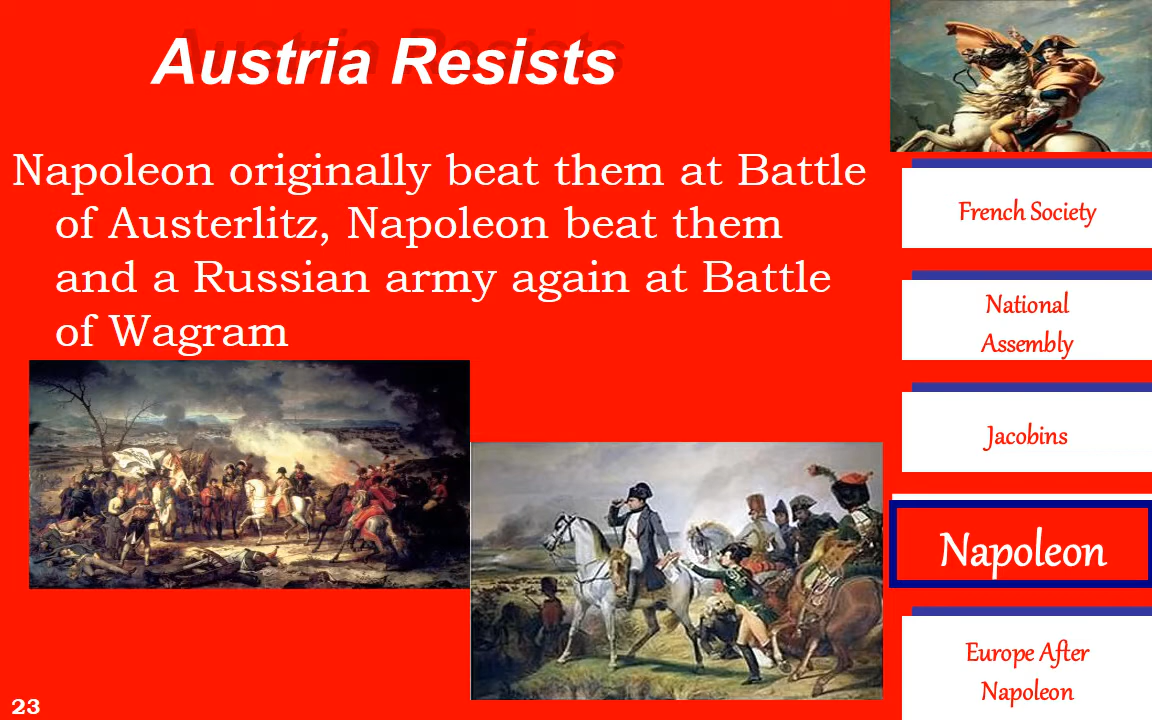 Austria Resists
Napoleon originally beat them at Battle
of Austerlitz, Napoleon beat them
and a Russian army again at Battle
of Wagram
French Society
National
Assembly
Jacobins
Napoleon
Europe After
Napoleon
23